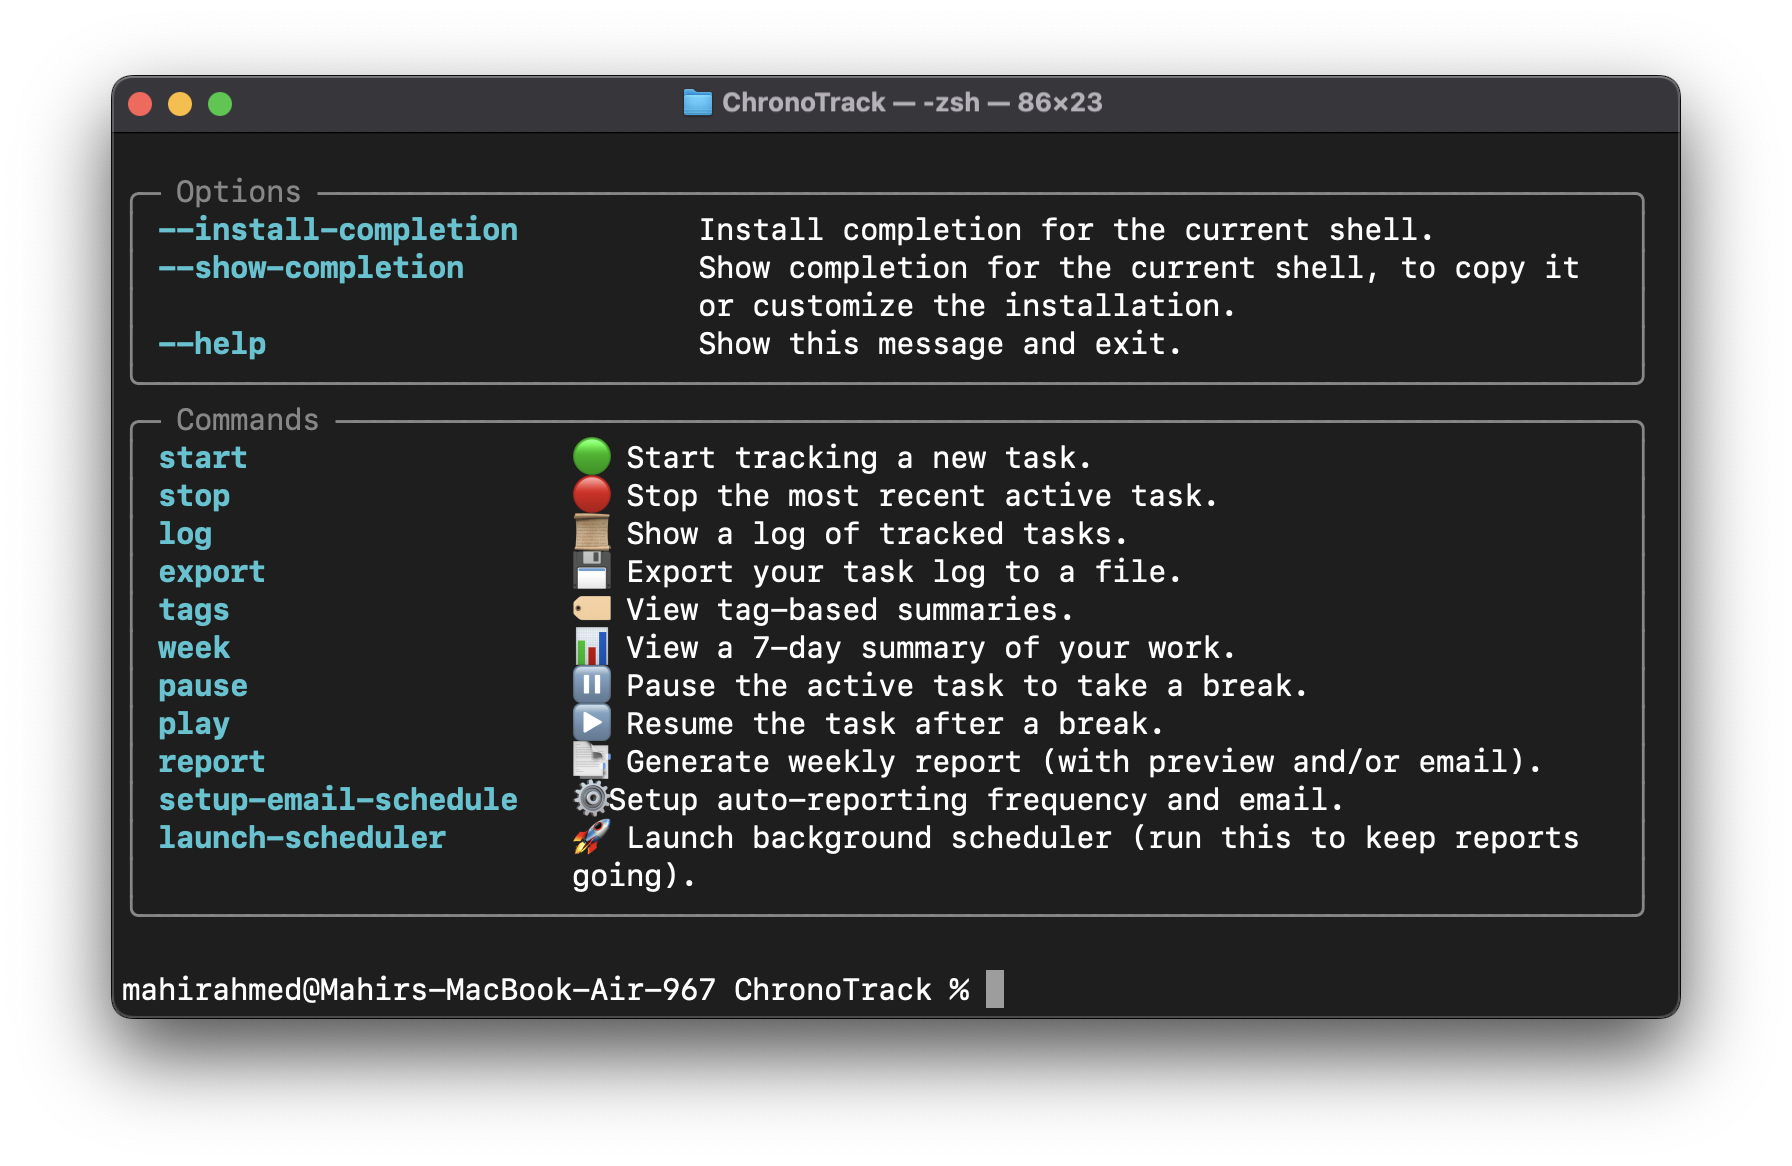 ChronoTrack — -zsh — 86×23
Options
--install-completion Install completion for the current shell.
--show-completion Show completion for the current shell, to copy it
or customize the installation.
--help Show this message and exit.
Commands
start 🟢 Start tracking a new task.
stop 🔴 Stop the most recent active task.
log 📜 Show a log of tracked tasks.
export 💾 Export your task log to a file.
tags 🏷️ View tag-based summaries.
week 📊 View a 7-day summary of your work.
pause ⏸️ Pause the active task to take a break.
play ▶️ Resume the task after a break.
report 📑 Generate weekly report (with preview and/or email).
setup-email-schedule ⚙️Setup auto-reporting frequency and email.
launch-scheduler 🚀 Launch background scheduler (run this to keep reports
going).
mahirahmed@Mahirs-MacBook-Air-967 ChronoTrack %